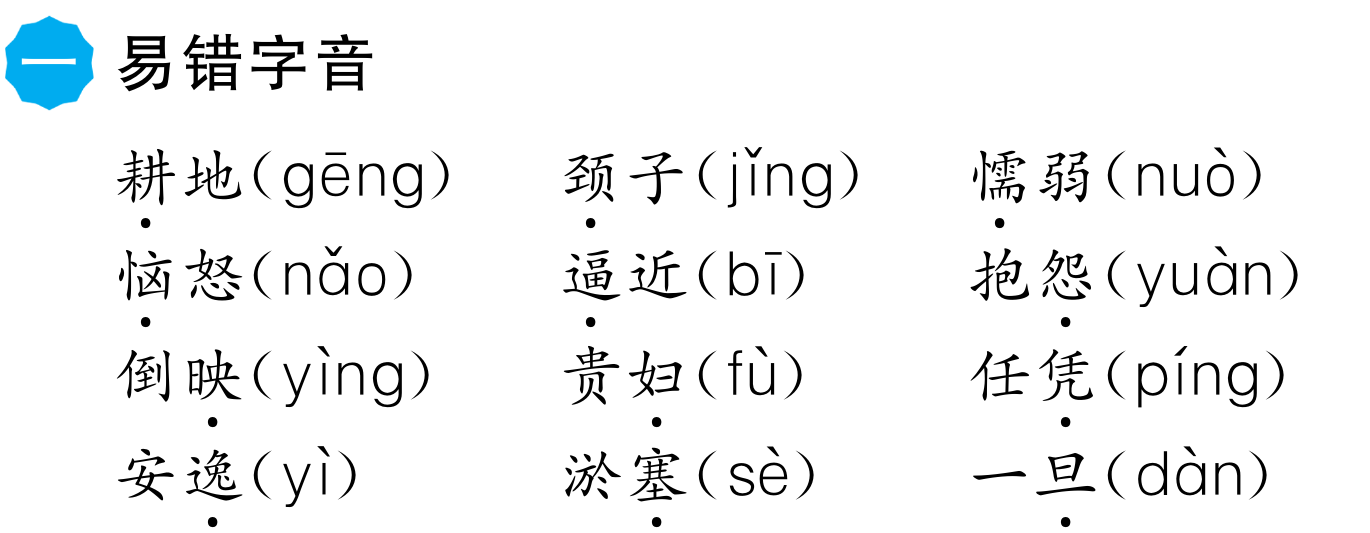 一 易错字音
耕地(gēng) 颈子(jǐng) 懦弱(nuò)
恼怒(nǎo) 逼近(bī) 抱怨(yuàn)
倒映(yìng) 贵妇(fù) 任凭(píng)
安逸(yì) 淤塞(sè) 一旦(dàn)